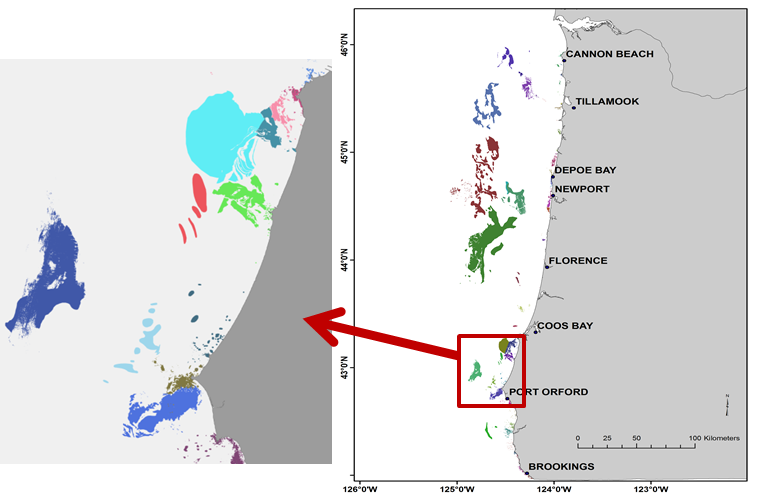 46°0'N
CANNON BEACH
TILLAMOOK
45°0'N
DEPOE BAY
NEWPORT
44°0'N
FLORENCE
COOS BAY
43°0'N
PORT ORFORD
N
0 25 50 100 Kilometers
BROOKINGS
126°0'W 125°0'W 124°0'W 123°0'W